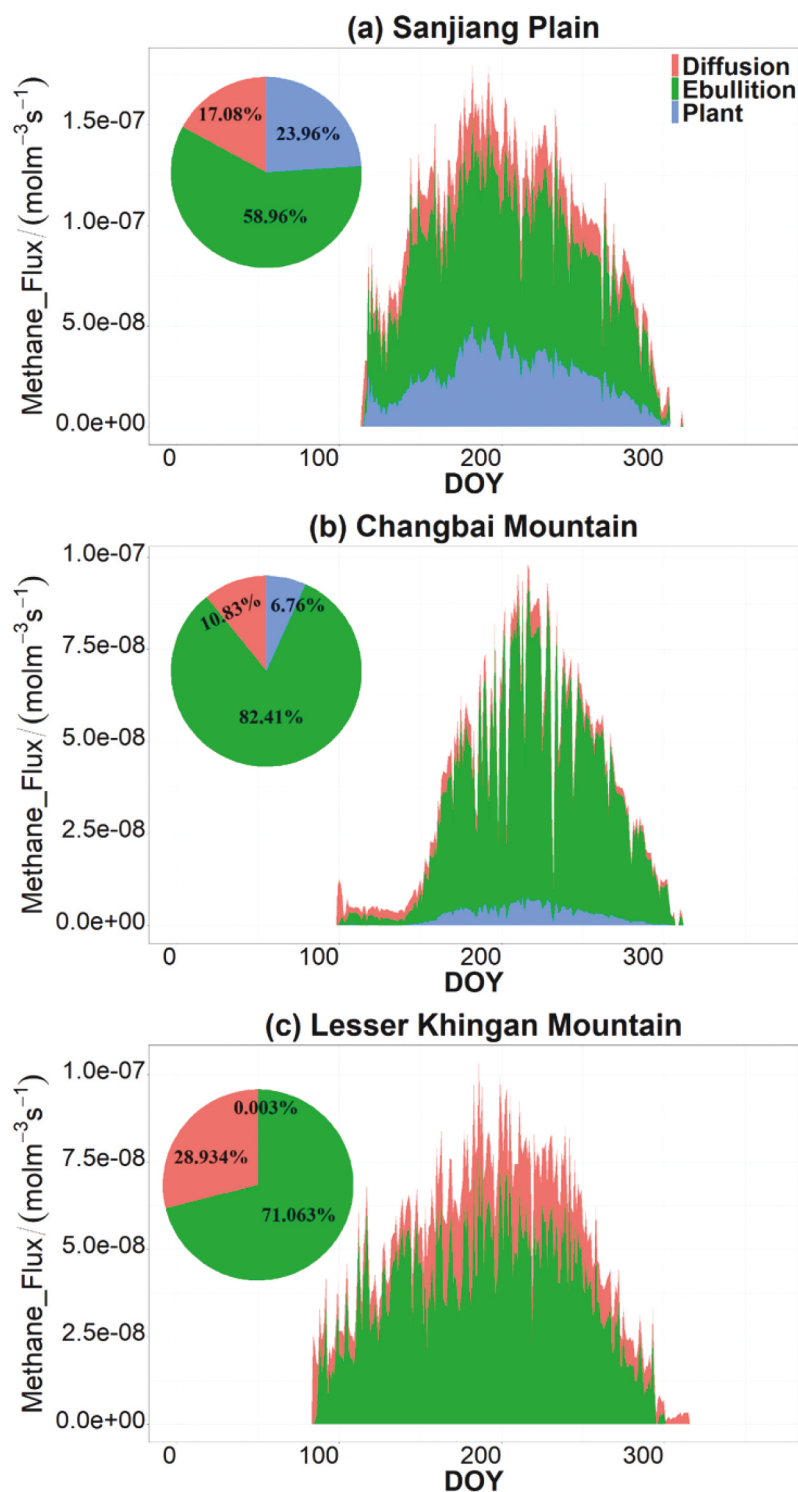 (a) Sanjiang Plain
Diffusion
Ebullition
Plant
17.08%
23.96%
58.96%
Methane_Flux/(molm⁻³s⁻¹)
1.5e-07
1.0e-07
5.0e-08
0.0e+00
0 100 200 300
DOY
(b) Changbai Mountain
10.83%
6.76%
82.41%
Methane_Flux/(molm⁻³s⁻¹)
1.0e-07
7.5e-08
5.0e-08
2.5e-08
0.0e+00
0 100 200 300
DOY
(c) Lesser Khingan Mountain
0.003%
28.934%
71.063%
Methane_Flux/(molm⁻³s⁻¹)
1.0e-07
7.5e-08
5.0e-08
2.5e-08
0.0e+00
0 100 200 300
DOY